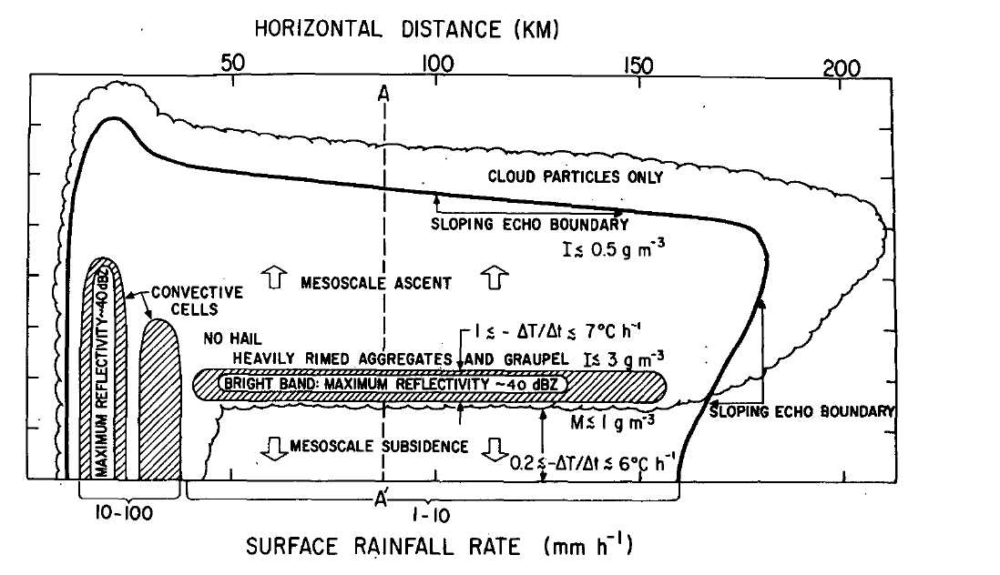 HORIZONTAL DISTANCE (KM)
50 100 150 200
A
CLOUD PARTICLES ONLY
SLOPING ECHO BOUNDARY
I ≤ 0.5 g m⁻³
MESOSCALE ASCENT
CONVECTIVE
CELLS
MAXIMUM REFLECTIVITY~40dBZ
1 ≤ - ΔT/Δt ≤ 7°C h⁻¹
NO HAIL
HEAVILY RIMED AGGREGATES AND GRAUPEL I ≤ 3 g m⁻³
BRIGHT BAND: MAXIMUM REFLECTIVITY ~40 dBZ
SLOPING ECHO BOUNDARY
M ≤ 1 g m⁻³
MESOSCALE SUBSIDENCE
0.2 ≤ -ΔT/Δt ≤ 6°C h⁻¹
A'
10-100 1-10
SURFACE RAINFALL RATE (mm h⁻¹)